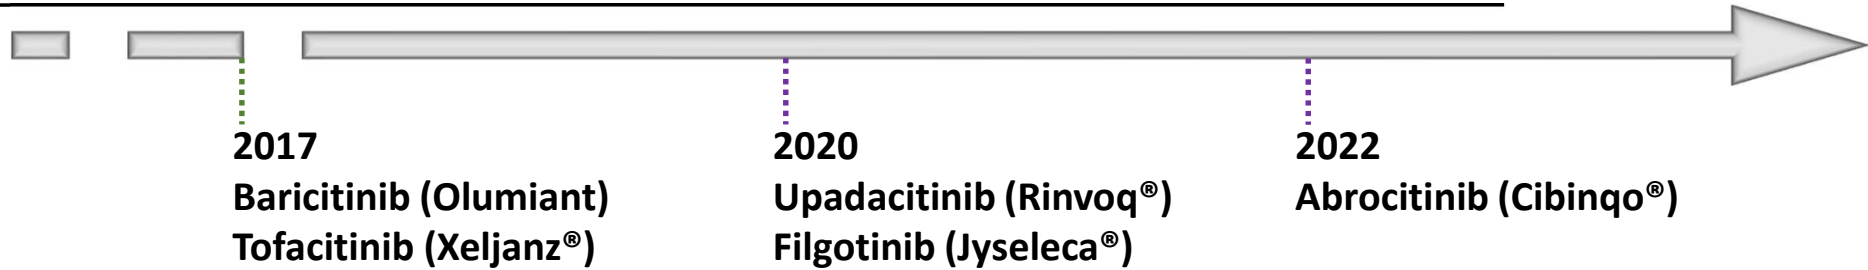 2017
Baricitinib (Olumiant)
Tofacitinib (Xeljanz®)
2020
Upadacitinib (Rinvoq®)
Filgotinib (Jyseleca®)
2022
Abrocitinib (Cibinqo®)